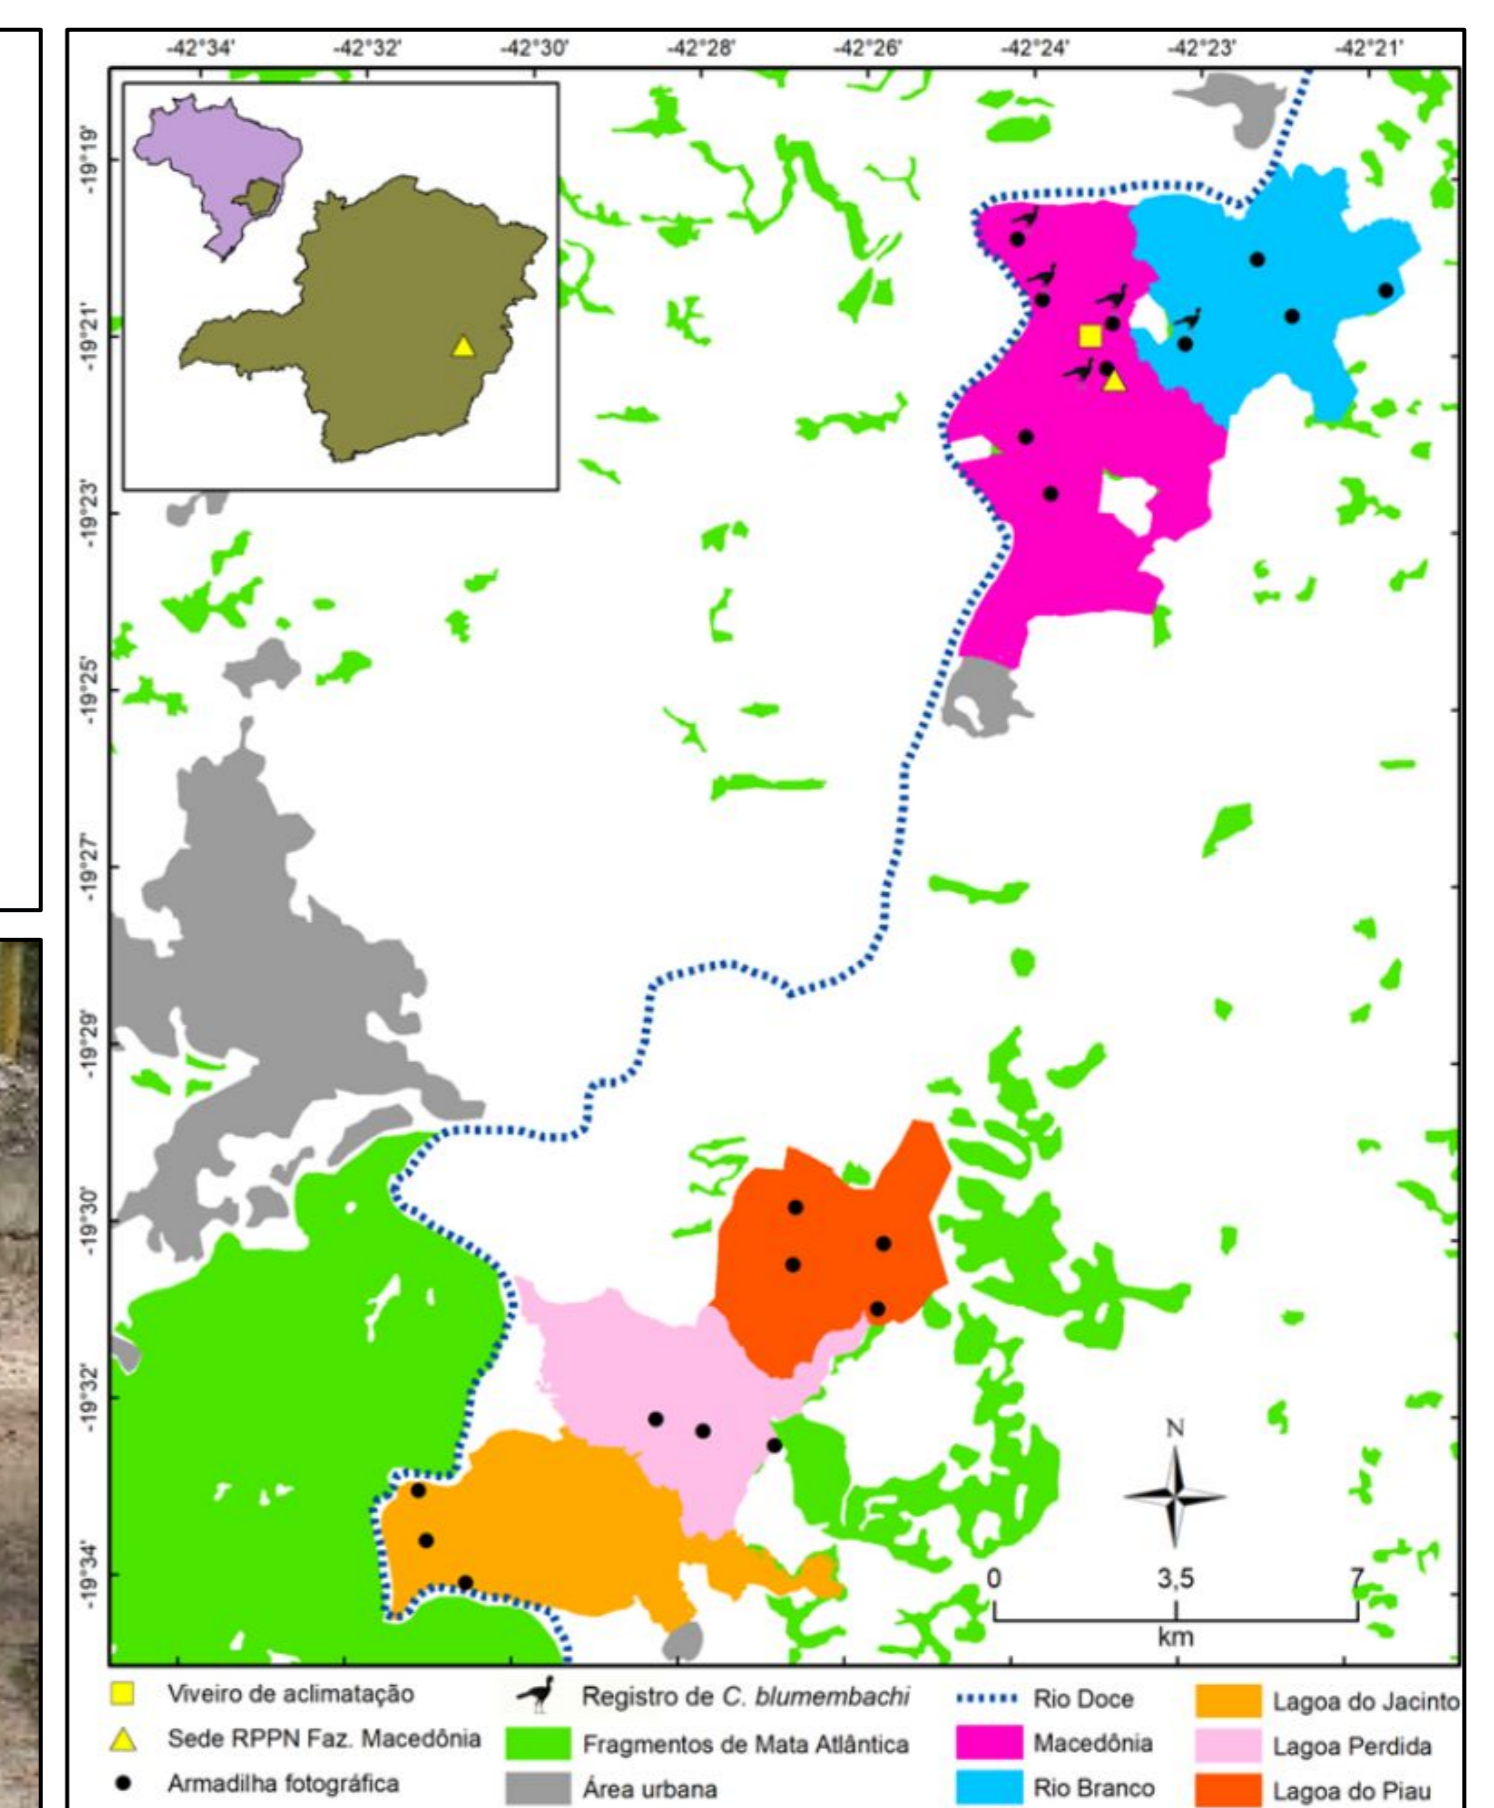 -42°34' -42°32' -42°30' -42°28' -42°26' -42°24' -42°23' -42°21'
-19°19'
-19°21'
-19°23'
-19°25'
-19°27'
-19°29'
-19°30'
-19°32'
-19°34'
N
0 3,5 7
km
Viveiro de aclimatação
Sede RPPN Faz. Macedônia
Armadilha fotográfica
Registro de C. blumembachi
Fragmentos de Mata Atlântica
Área urbana
Rio Doce
Macedônia
Rio Branco
Lagoa do Jacinto
Lagoa Perdida
Lagoa do Piau